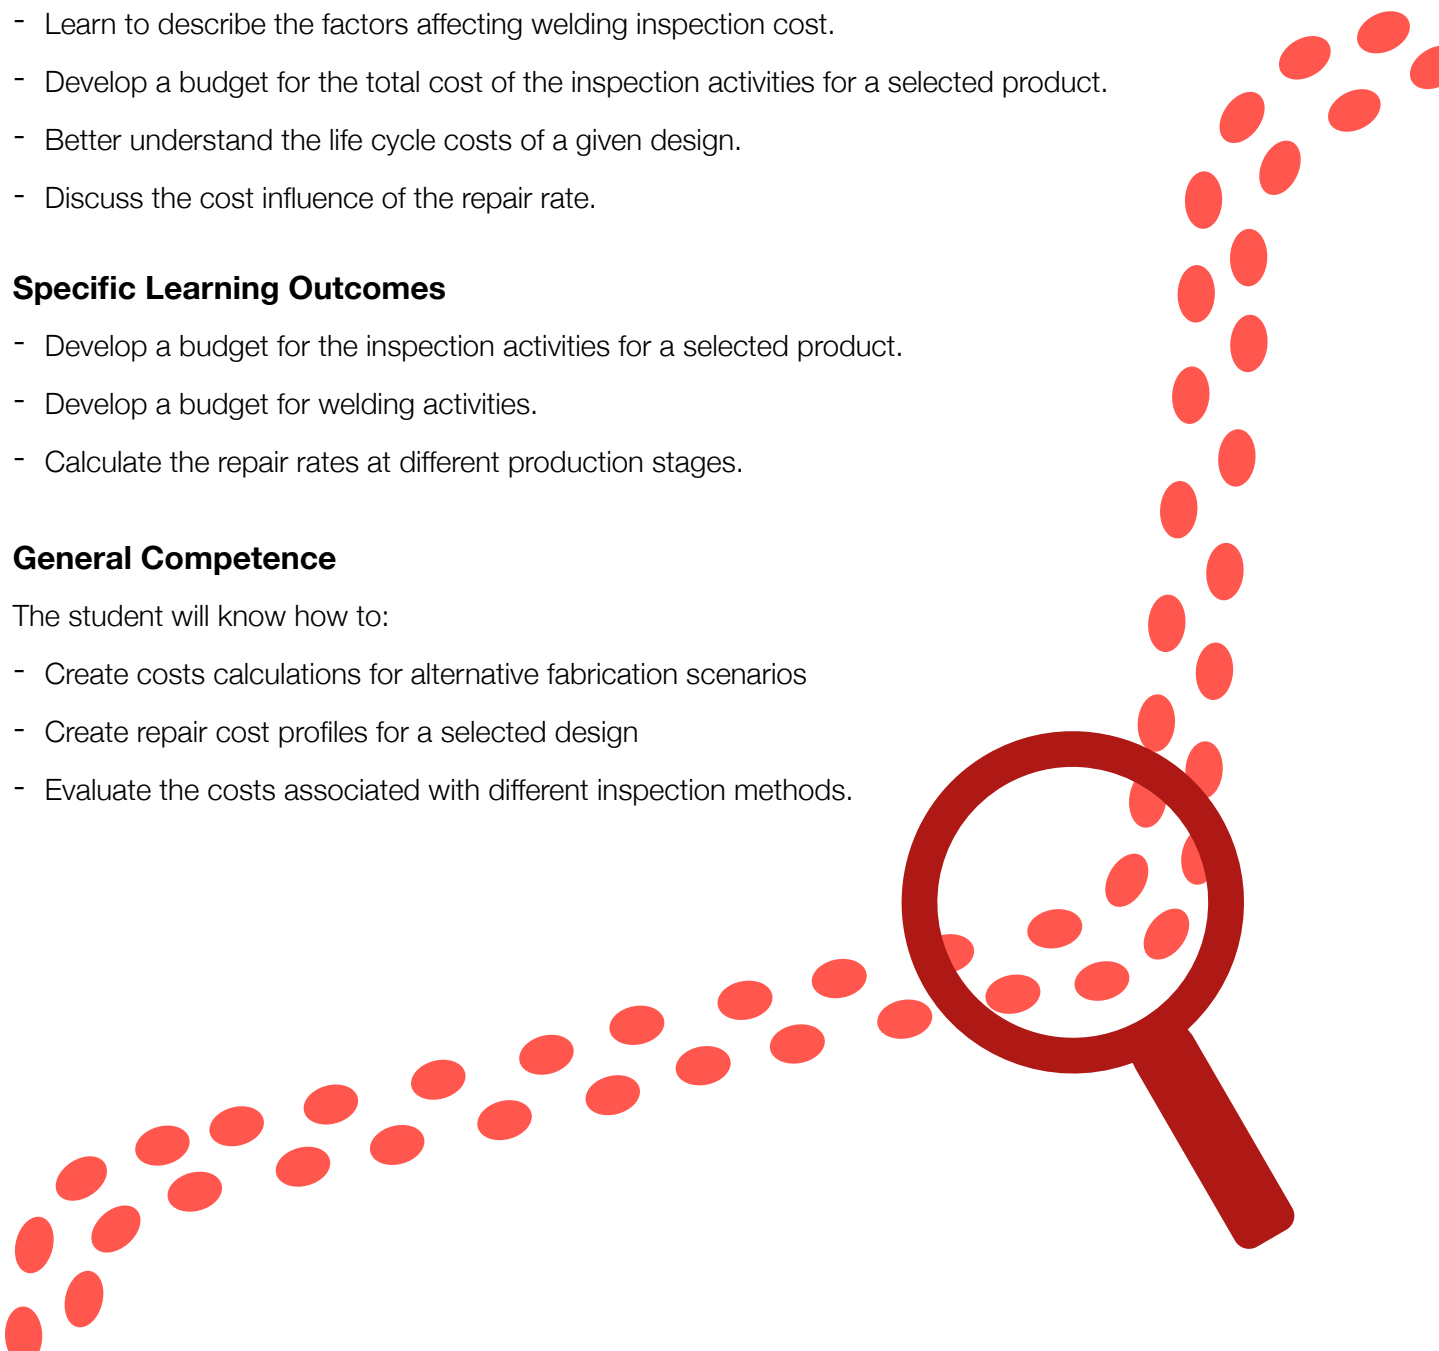 - Learn to describe the factors affecting welding inspection cost.
- Develop a budget for the total cost of the inspection activities for a selected product.
- Better understand the life cycle costs of a given design.
- Discuss the cost influence of the repair rate.
Specific Learning Outcomes
- Develop a budget for the inspection activities for a selected product.
- Develop a budget for welding activities.
- Calculate the repair rates at different production stages.
General Competence
The student will know how to:
- Create costs calculations for alternative fabrication scenarios
- Create repair cost profiles for a selected design
- Evaluate the costs associated with different inspection methods.